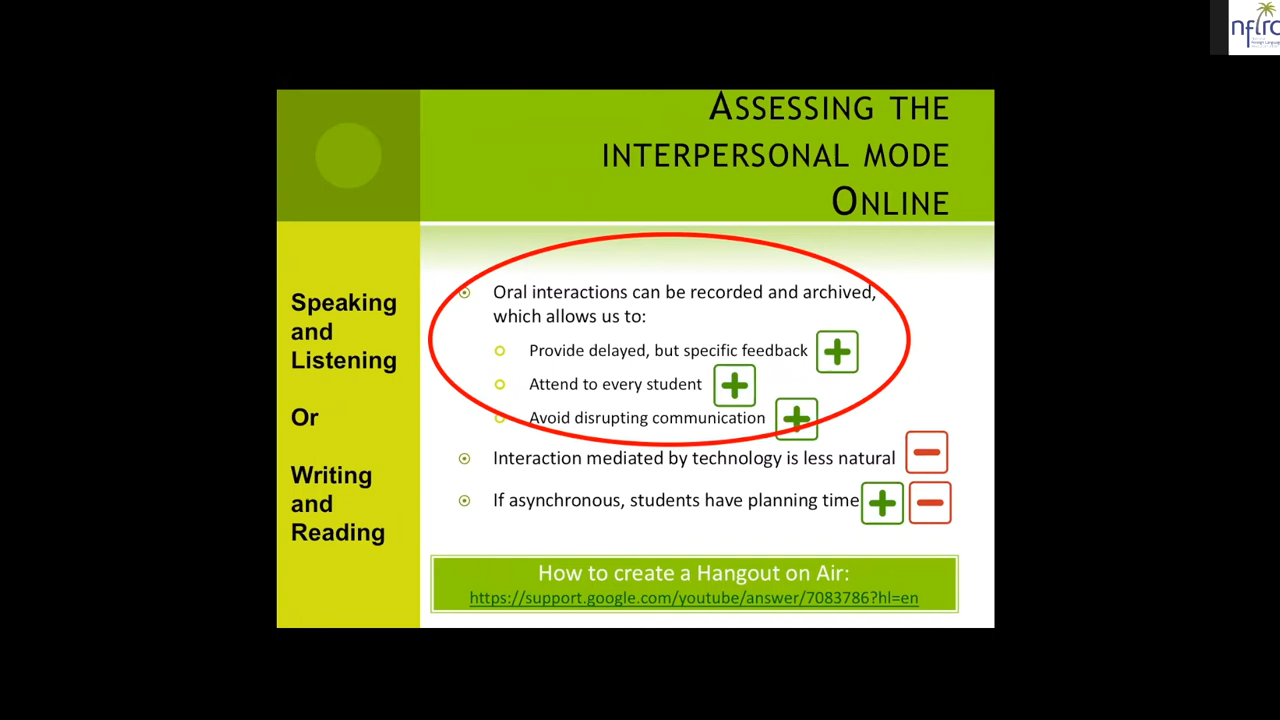 nflrc
ASSESSING THE
INTERPERSONAL MODE
ONLINE
Speaking
and
Listening
Or
Writing
and
Reading
Oral interactions can be recorded and archived,
which allows us to:
Provide delayed, but specific feedback
Attend to every student
Avoid disrupting communication
Interaction mediated by technology is less natural
If asynchronous, students have planning time
How to create a Hangout on Air:
https://support.google.com/youtube/answer/7083786?hl=en